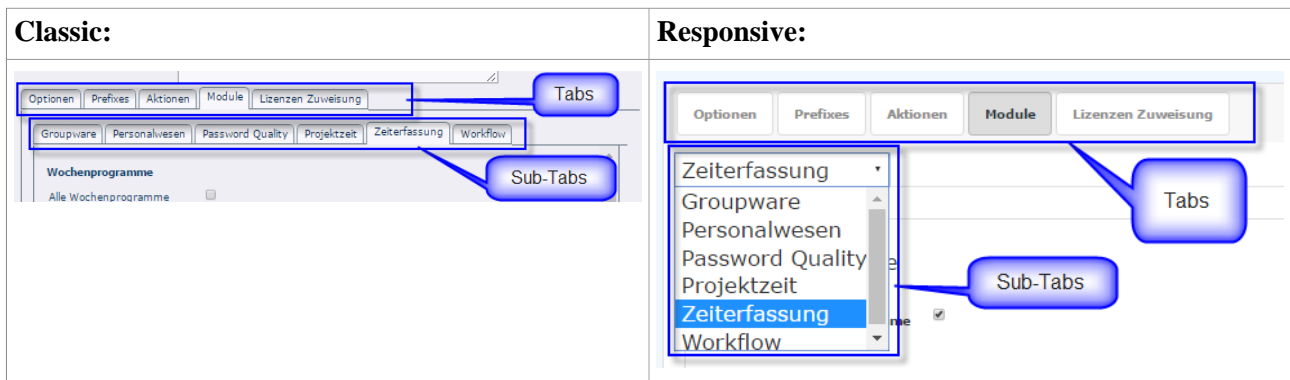 Classic:
Optionen Prefixes Aktionen Module Lizenzen Zuweisung
Tabs
Groupware Personalwesen Password Quality Projektzeit Zeiterfassung Workflow
Sub-Tabs
Wochenprogramme
Alle Wochenprogramme
Responsive:
Optionen Prefixes Aktionen Module Lizenzen Zuweisung
Tabs
Zeiterfassung
Groupware
Personalwesen
Password Quality
Projektzeit
Zeiterfassung
Workflow
Sub-Tabs